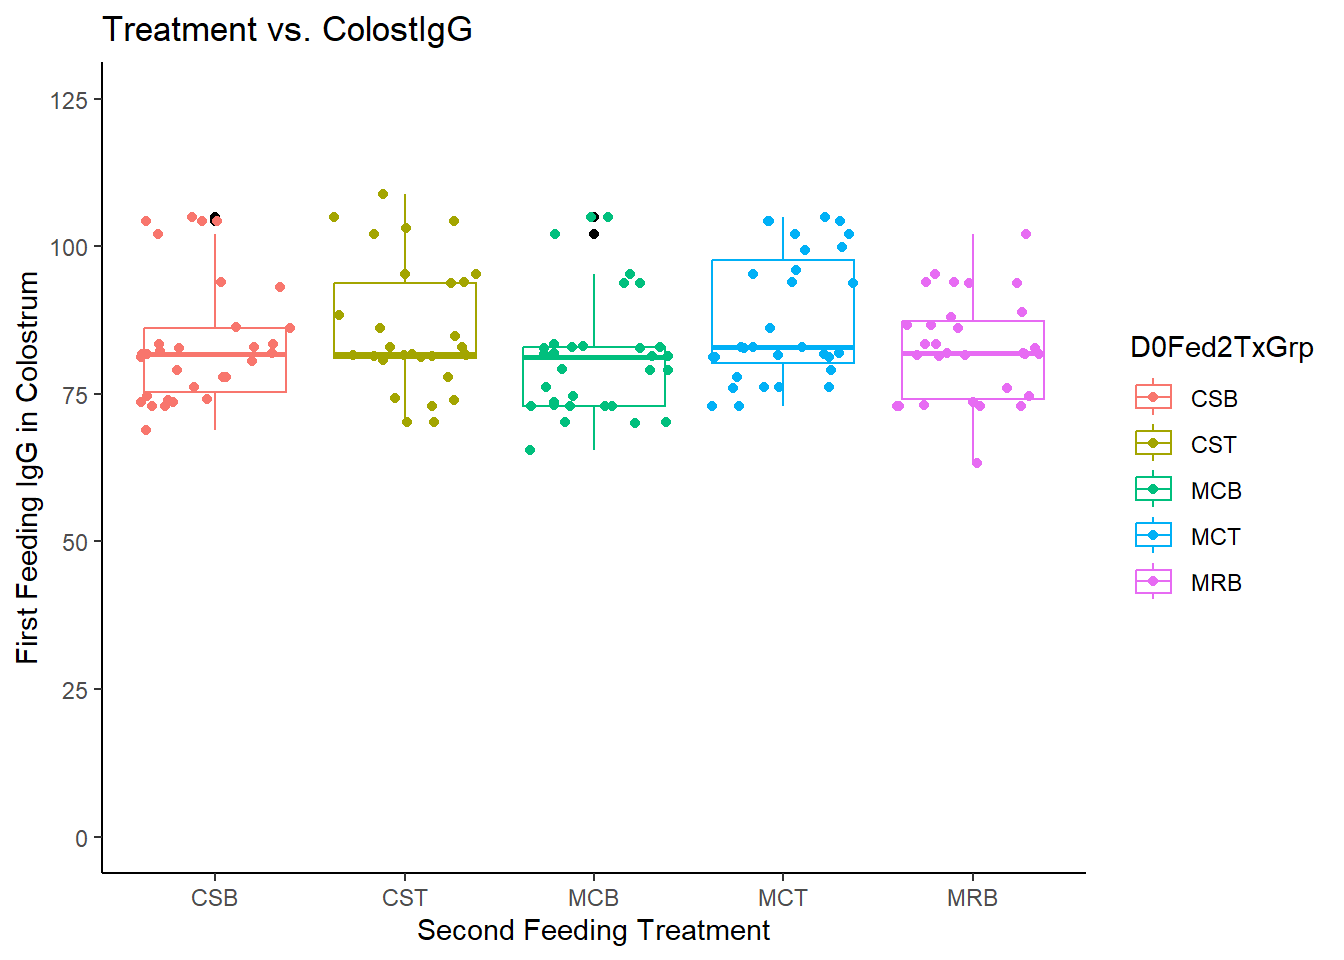 Treatment vs. ColostIgG
First Feeding IgG in Colostrum
125
100
75
50
25
0
CSB CST MCB MCT MRB
Second Feeding Treatment
D0Fed2TxGrp
CSB
CST
MCB
MCT
MRB